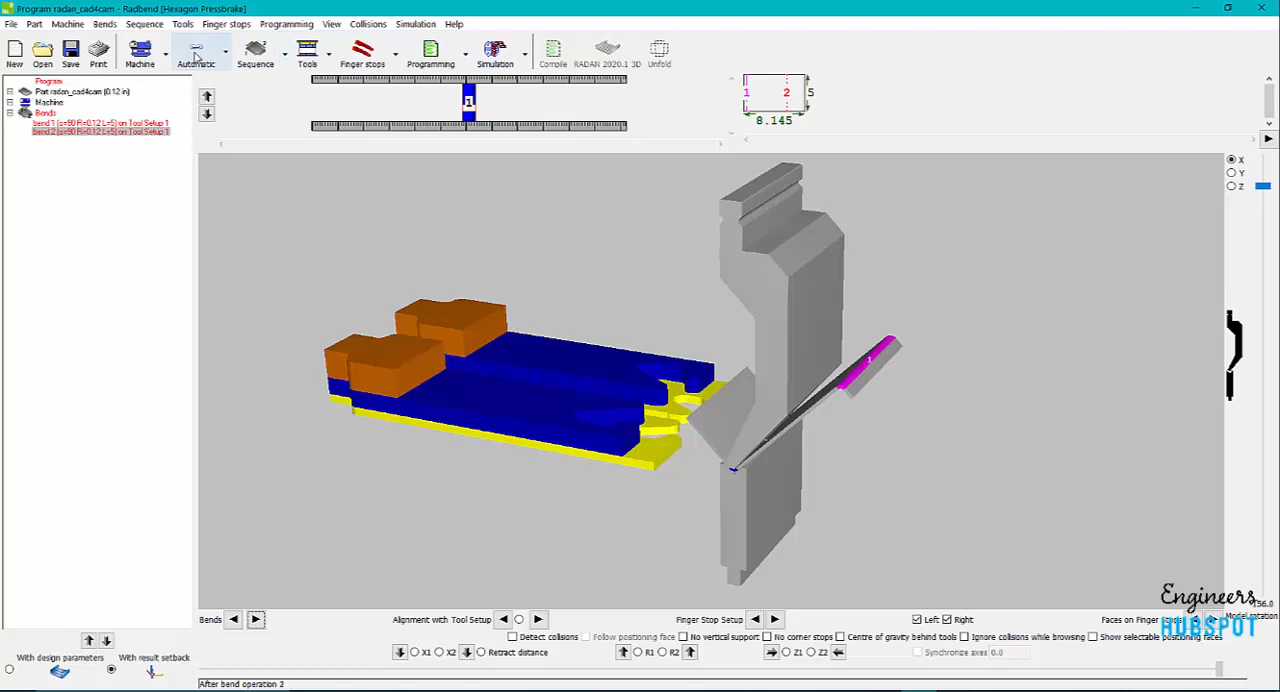 Program radan_cad4cam - Radbend [Hexagon Pressbrake]
File Part Machine Bends Sequence Tools Finger stops Programming View Collisions Simulation Help
New Open Save Print Machine Automatic Sequence Tools Finger stops Programming Simulation Compile RADAN 2020.1 3D Unfold
Program
Part radan_cad4cam (0.12 in)
Machine
Bends
bend 1 (a=90 R=0.12 L=5) on Tool Setup 1
bend 2 (a=90 R=0.12 L=5) on Tool Setup 1
1
1 2 5
8.145
X
Y
Z
1
Engineers
HUBSPOT
Model rotation
Bends Alignment with Tool Setup Finger Stop Setup Left Right
Detect collisions Follow positioning face No vertical support No corner stops Centre of gravity behind tools Ignore collisions while browsing Show selectable positioning faces
X1 X2 Retract distance R1 R2 Z1 Z2 Synchronize axes 0.0
With design parameters With result setback
After bend operation 2